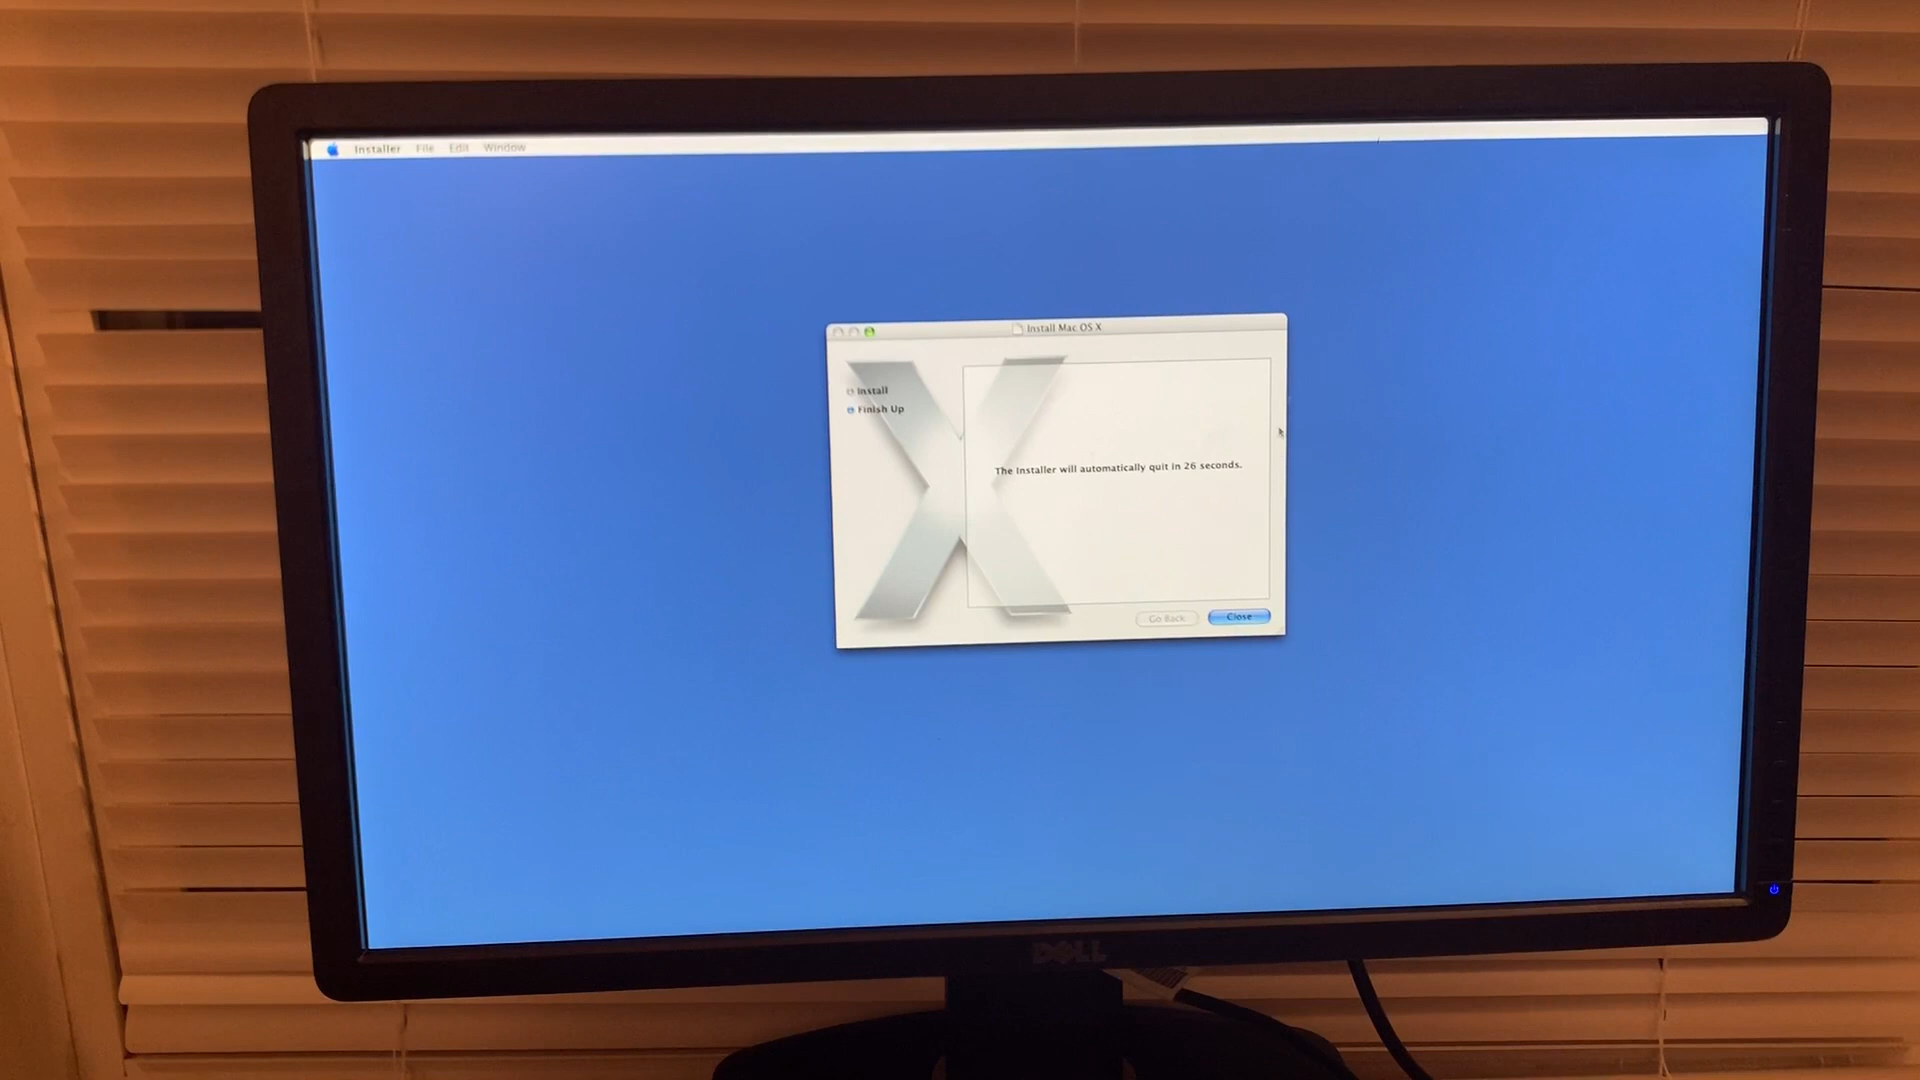 Installer File Edit Window
Install Mac OS X
Install
Finish Up
The Installer will automatically quit in 26 seconds.
Go Back Close
DELL